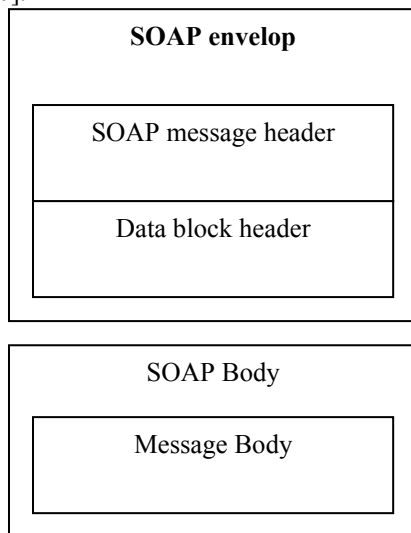 ].
SOAP envelop
SOAP message header
Data block header
SOAP Body
Message Body